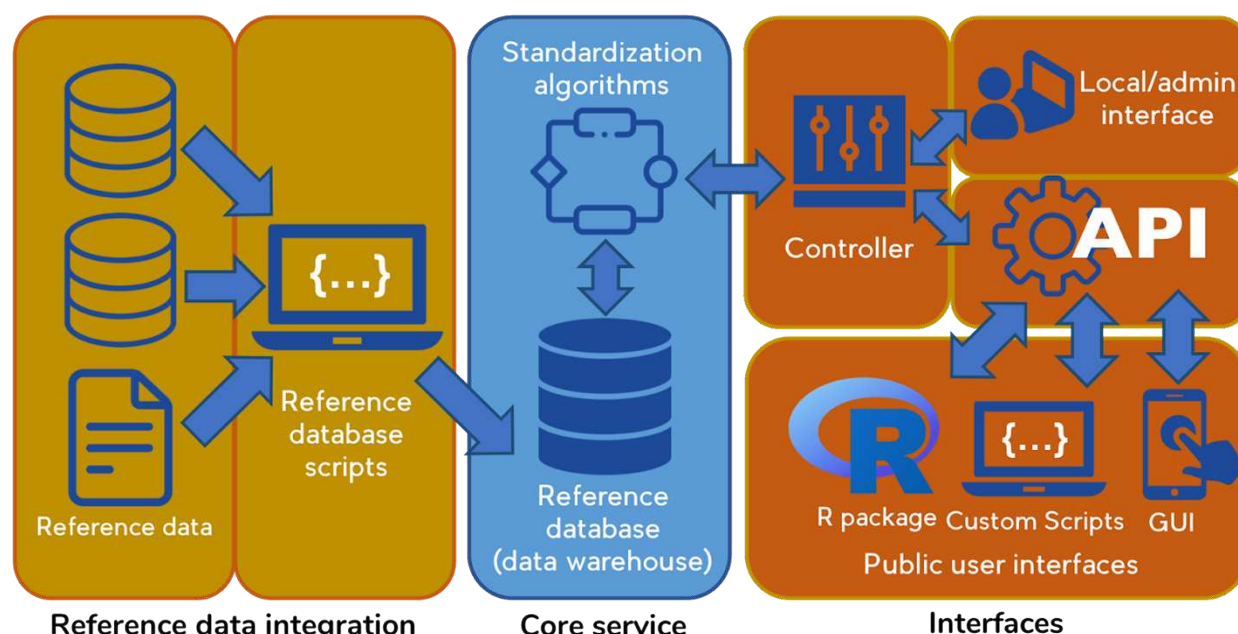 Reference data
{...}
Reference
database
scripts
Reference data integration
Standardization
algorithms
Reference
database
(data warehouse)
Core service
Controller
Local/admin
interface
API
R
R package
{...}
Custom Scripts
GUI
Public user interfaces
Interfaces